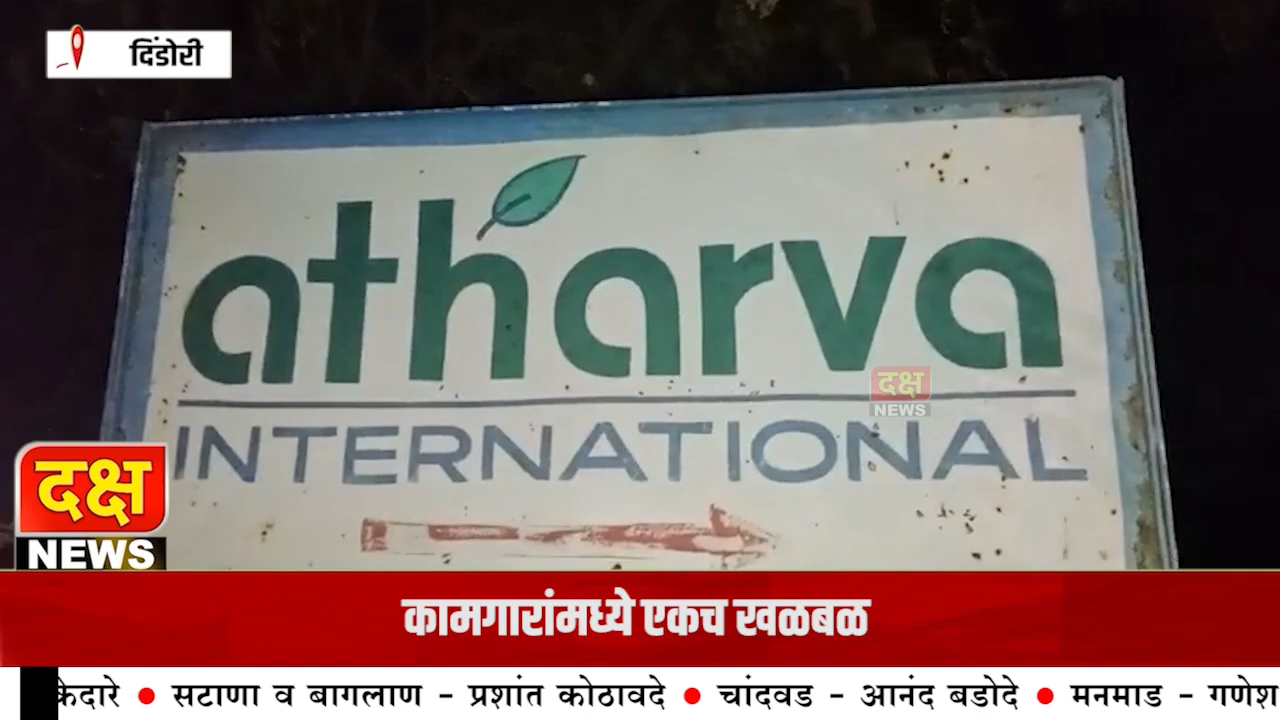 दिंडोरी
atharva
INTERNATIONAL
दक्ष
NEWS
दक्ष
NEWS
कामगारांमध्ये एकच खळबळ
केदारे ● सटाणा व बागलाण - प्रशांत कोठावदे ● चांदवड - आनंद बडोदे ● मनमाड - गणेश